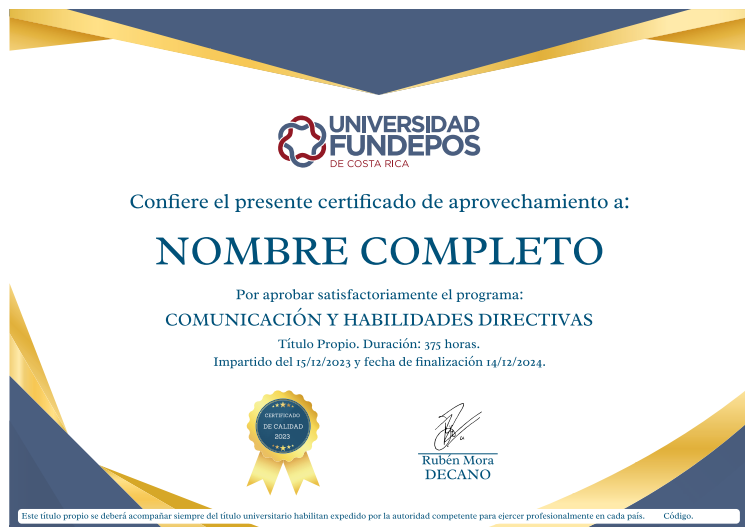 UNIVERSIDAD
FUNDEPOS
DE COSTA RICA
Confiere el presente certificado de aprovechamiento a:
NOMBRE COMPLETO
Por aprobar satisfactoriamente el programa:
COMUNICACIÓN Y HABILIDADES DIRECTIVAS
Título Propio. Duración: 375 horas.
Impartido del 15/12/2023 y fecha de finalización 14/12/2024.
CERTIFICADO
DE CALIDAD
2023
Rubén Mora
DECANO
Este título propio se deberá acompañar siempre del título universitario habilitan expedido por la autoridad competente para ejercer profesionalmente en cada país. Código.